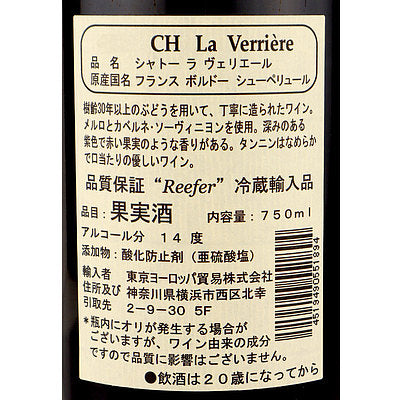 CH La Verrière
品 名 シャトー ラ ヴェリエール
原産国名 フランス ボルドー シューペリュール
樹齢30年以上のぶどうを用いて、丁寧に造られたワイン。
メルロとカベルネ・ソーヴィニヨンを使用。深みのある
紫色で赤い果実のような香りがある。タンニンはなめらか
で口当たりの優しいワイン。
品質保証 “Reefer” 冷蔵輸入品
品目：果実酒 内容量：750ml
アルコール分 14度
添加物：酸化防止剤（亜硫酸塩）
輸入者 東京ヨーロッパ貿易株式会社
住所及び 神奈川県横浜市西区北幸
引取先 2-9-30 5F
＊瓶内にオリが発生する場合が
ございますが、ワイン由来の成分
ですので品質に影響はございません。
●飲酒は20歳になってから
4519490551894